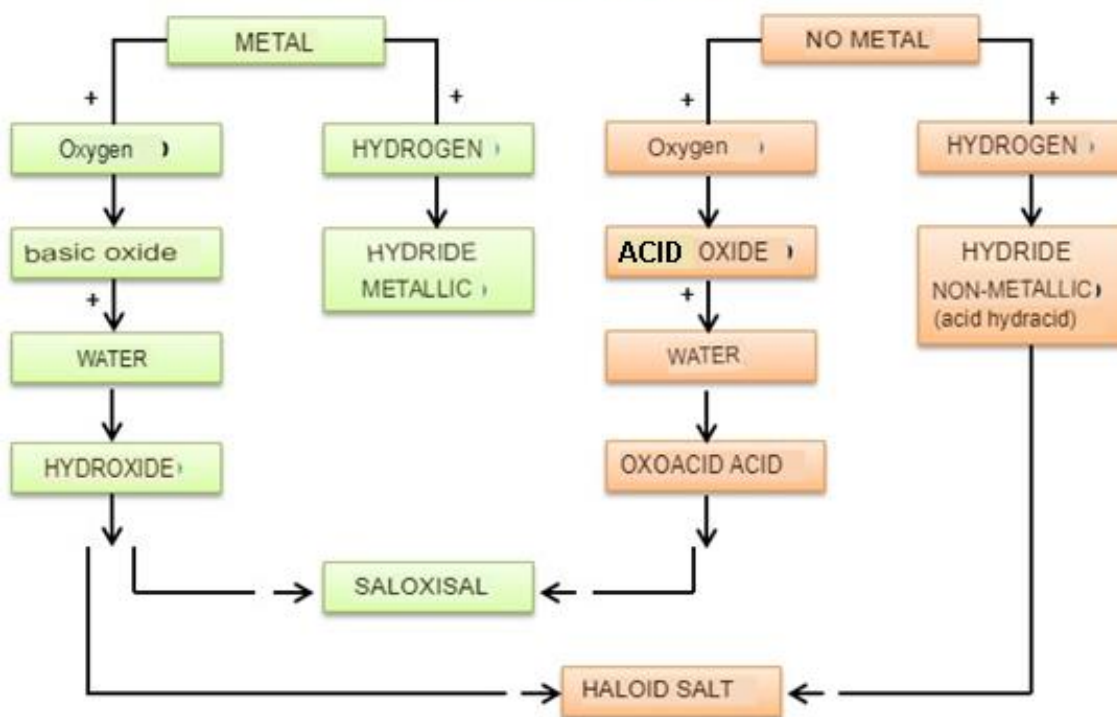 METAL
NO METAL
+
+
+
+
Oxygen )
HYDROGEN )
Oxygen )
HYDROGEN )
basic oxide
HYDRIDE
METALLIC )
ACID OXIDE )
HYDRIDE
NON-METALLIC)
(acid hydracid)
+
+
WATER
WATER
HYDROXIDE)
OXOACID ACID
SALOXISAL
HALOID SALT